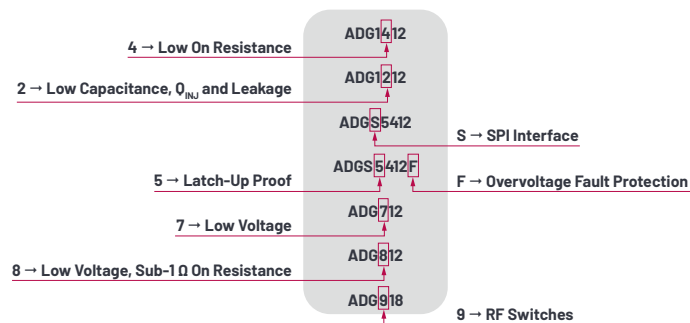 ADG1412
4 → Low On Resistance
ADG1212
2 → Low Capacitance, QINJ and Leakage
ADGS5412
S → SPI Interface
ADGS5412F
5 → Latch-Up Proof
F → Overvoltage Fault Protection
ADG712
7 → Low Voltage
ADG812
8 → Low Voltage, Sub-1 Ω On Resistance
ADG918
9 → RF Switches